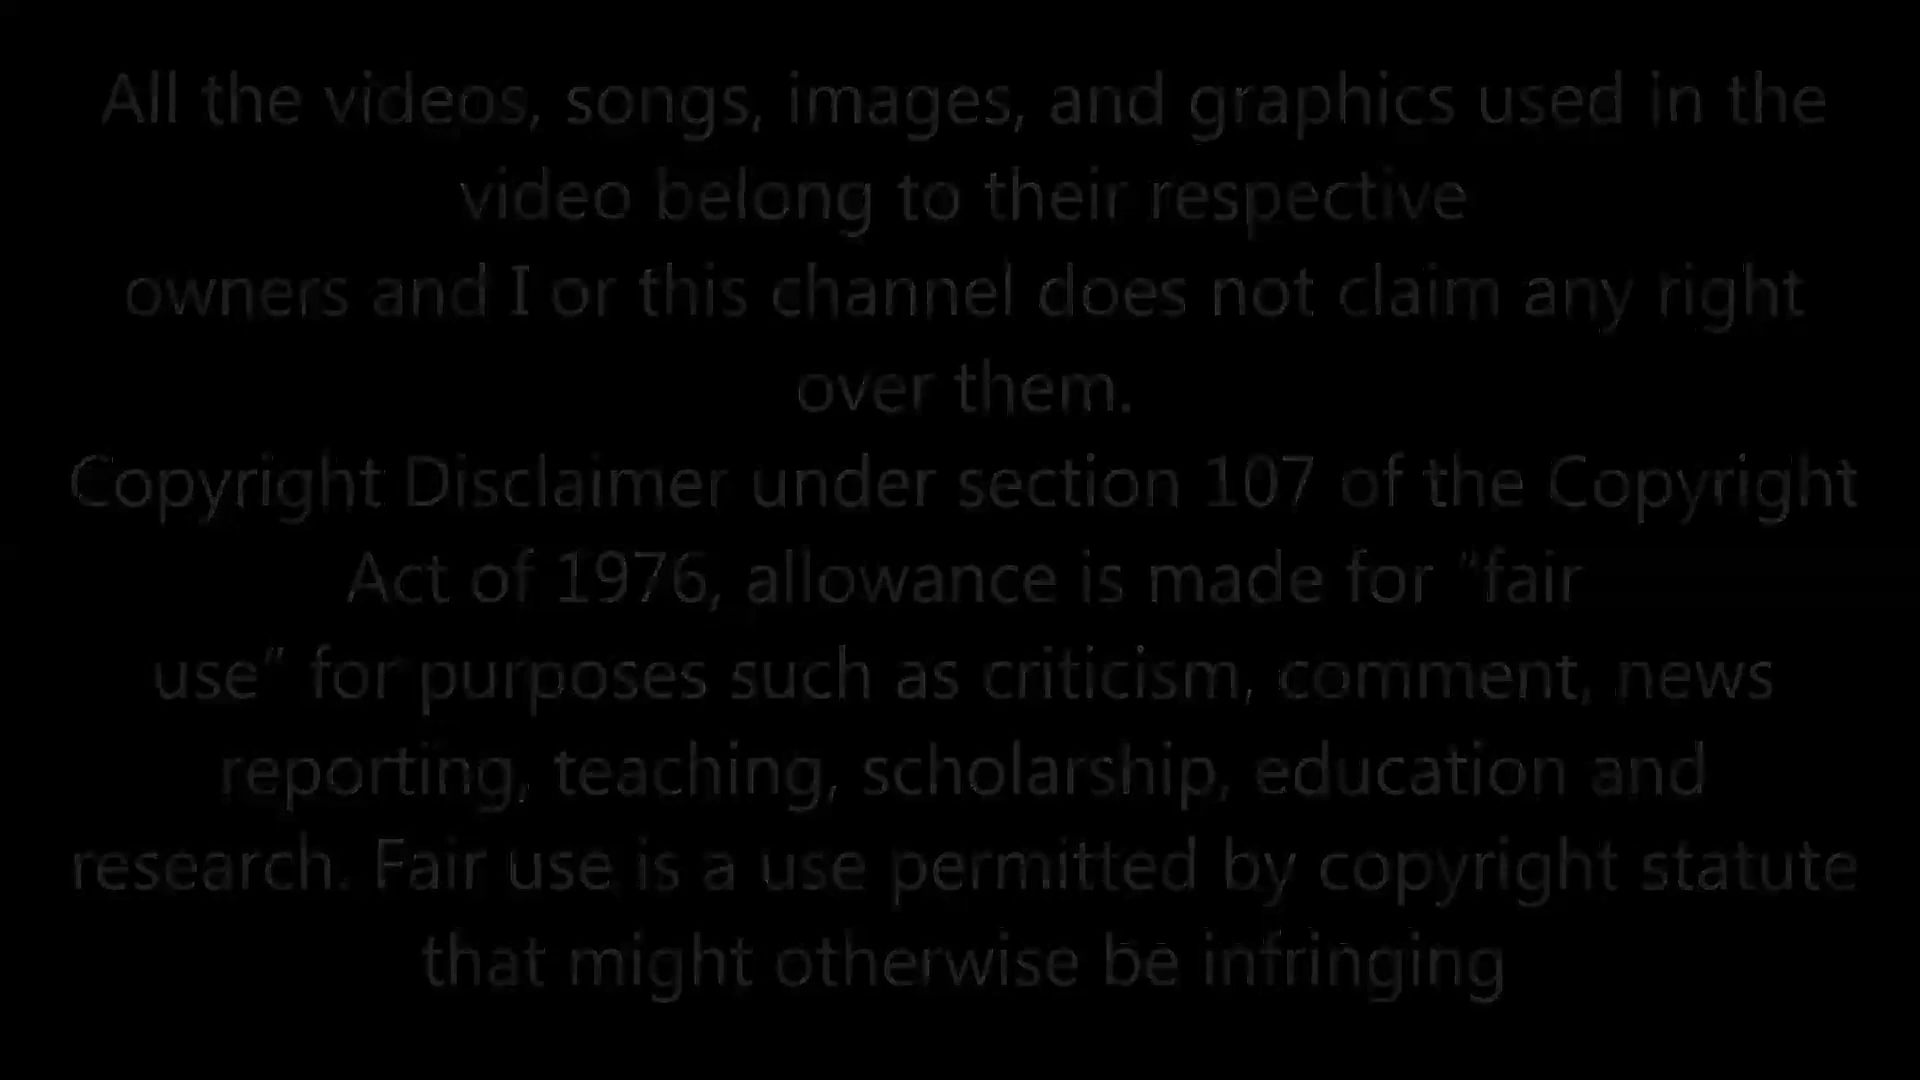 All the videos, songs, images, and graphics used in the
video belong to their respective
owners and I or this channel does not claim any right
over them.
Copyright Disclaimer under section 107 of the Copyright
Act of 1976, allowance is made for “fair
use” for purposes such as criticism, comment, news
reporting, teaching, scholarship, education and
research. Fair use is a use permitted by copyright statute
that might otherwise be infringing